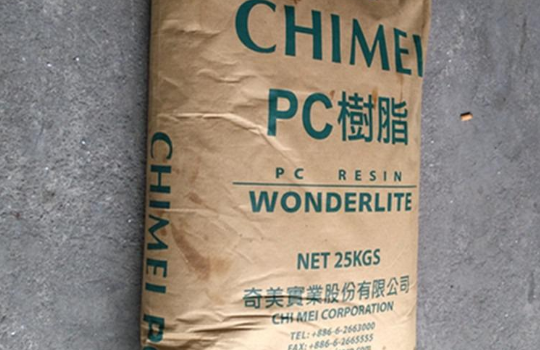 CHIMEI
PC樹脂
PC RESIN
WONDERLITE
NET 25KGS
奇美實業股份有限公司
CHI MEI CORPORATION
TEL:+886-6-2663000
FAX:+886-6-2665555
CHIMEI PC